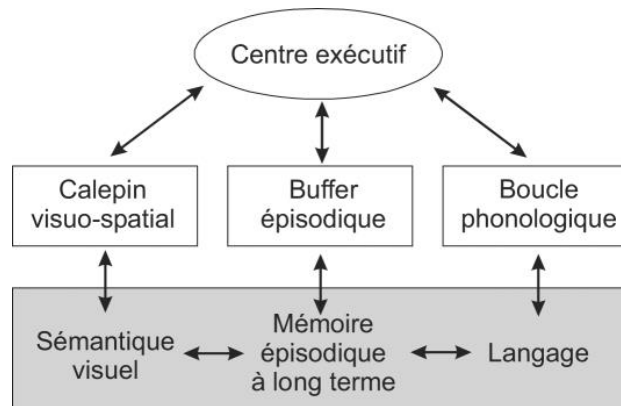 Centre exécutif
Calepin
visuo-spatial
Buffer
épisodique
Boucle
phonologique
Sémantique
visuel
Mémoire
épisodique
à long terme
Langage